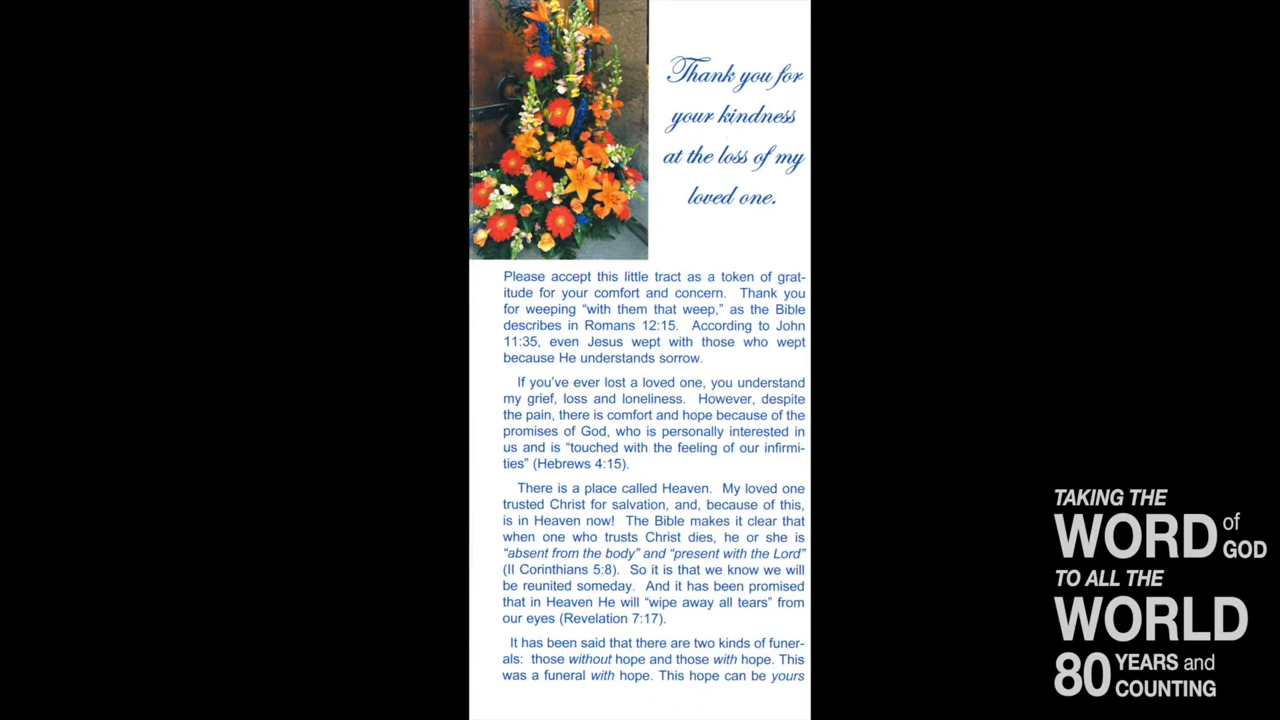 Thank you for
your kindness
at the loss of my
loved one.
Please accept this little tract as a token of grat-
itude for your comfort and concern. Thank you
for weeping “with them that weep,” as the Bible
describes in Romans 12:15. According to John
11:35, even Jesus wept with those who wept
because He understands sorrow.
If you’ve ever lost a loved one, you understand
my grief, loss and loneliness. However, despite
the pain, there is comfort and hope because of the
promises of God, who is personally interested in
us and is “touched with the feeling of our infirmi-
ties” (Hebrews 4:15).
There is a place called Heaven. My loved one
trusted Christ for salvation, and, because of this,
is in Heaven now! The Bible makes it clear that
when one who trusts Christ dies, he or she is
“absent from the body” and “present with the Lord”
(II Corinthians 5:8). So it is that we know we will
be reunited someday. And it has been promised
that in Heaven He will “wipe away all tears” from
our eyes (Revelation 7:17).
It has been said that there are two kinds of funer-
als: those without hope and those with hope. This
was a funeral with hope. This hope can be yours
TAKING THE
WORD of GOD
TO ALL THE
WORLD
80 YEARS and COUNTING